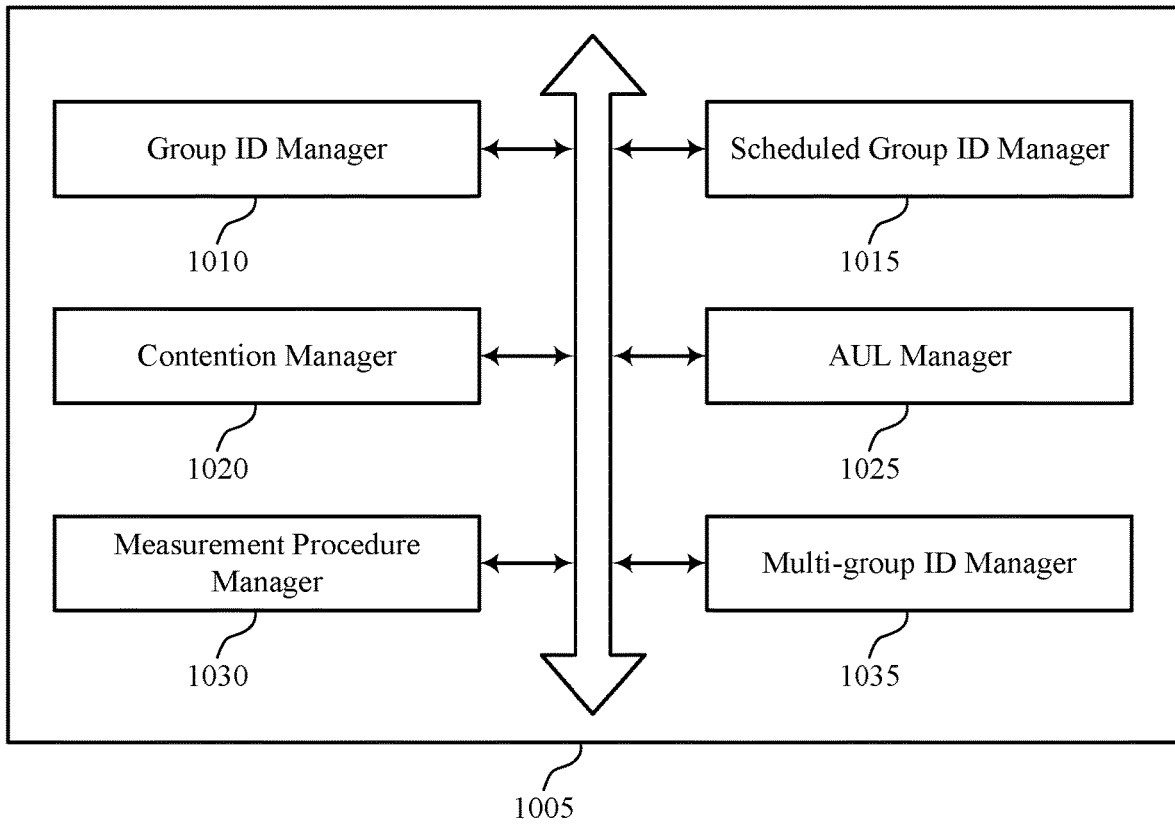 Group ID Manager
Scheduled Group ID Manager
1010
1015
Contention Manager
AUL Manager
1020
1025
Measurement Procedure
Manager
Multi-group ID Manager
1030
1035
1005